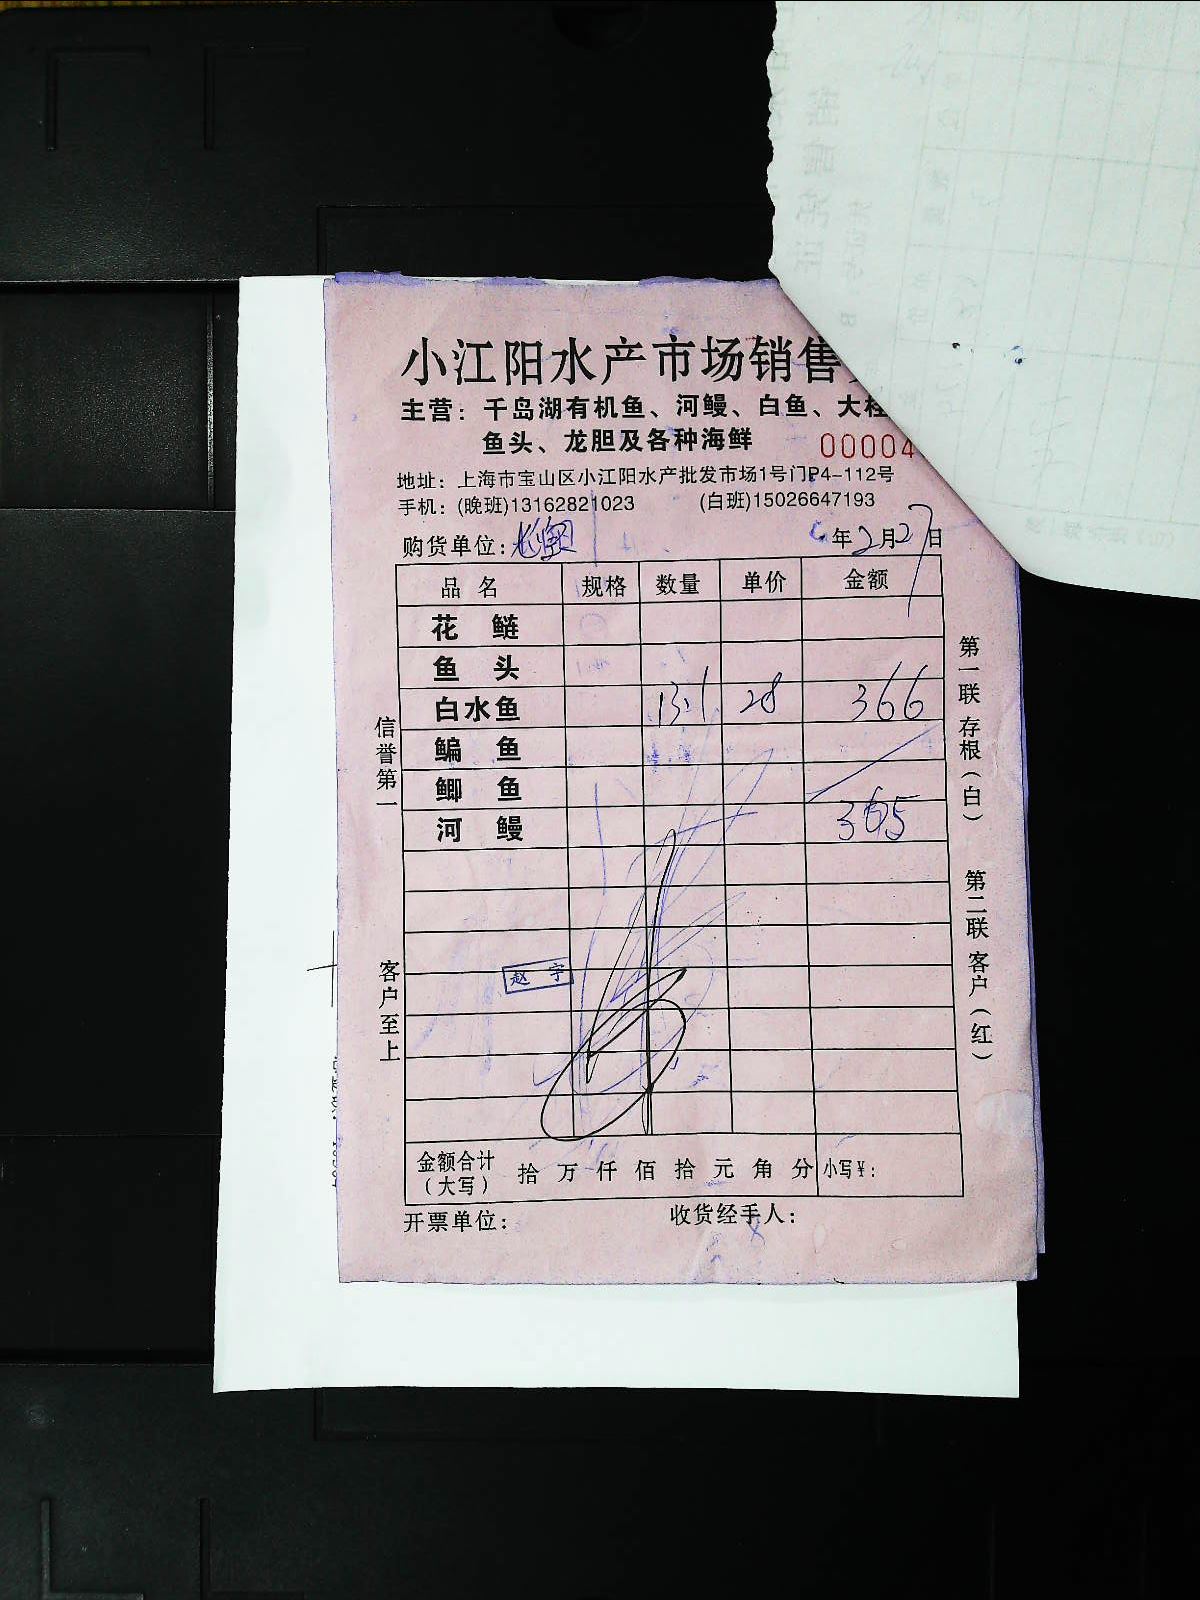 小江阳水产市场销售
主营：千岛湖有机鱼、河鳗、白鱼、大桂
鱼头、龙胆及各种海鲜
00004
地址：上海市宝山区小江阳水产批发市场1号门P4-112号
手机：(晚班)13162821023 (白班)15026647193
购货单位： 年2月27日
品名 规格 数量 单价 金额
花鲢
鱼头
白水鱼 13.1 28 366
鳊鱼
鲫鱼
河鳗 365
赵宇
金额合计（大写） 拾 万 仟 佰 拾 元 角 分 小写¥：
开票单位： 收货经手人：
信誉第一
客户至上
第一联 存根（白）
第二联 客户（红）